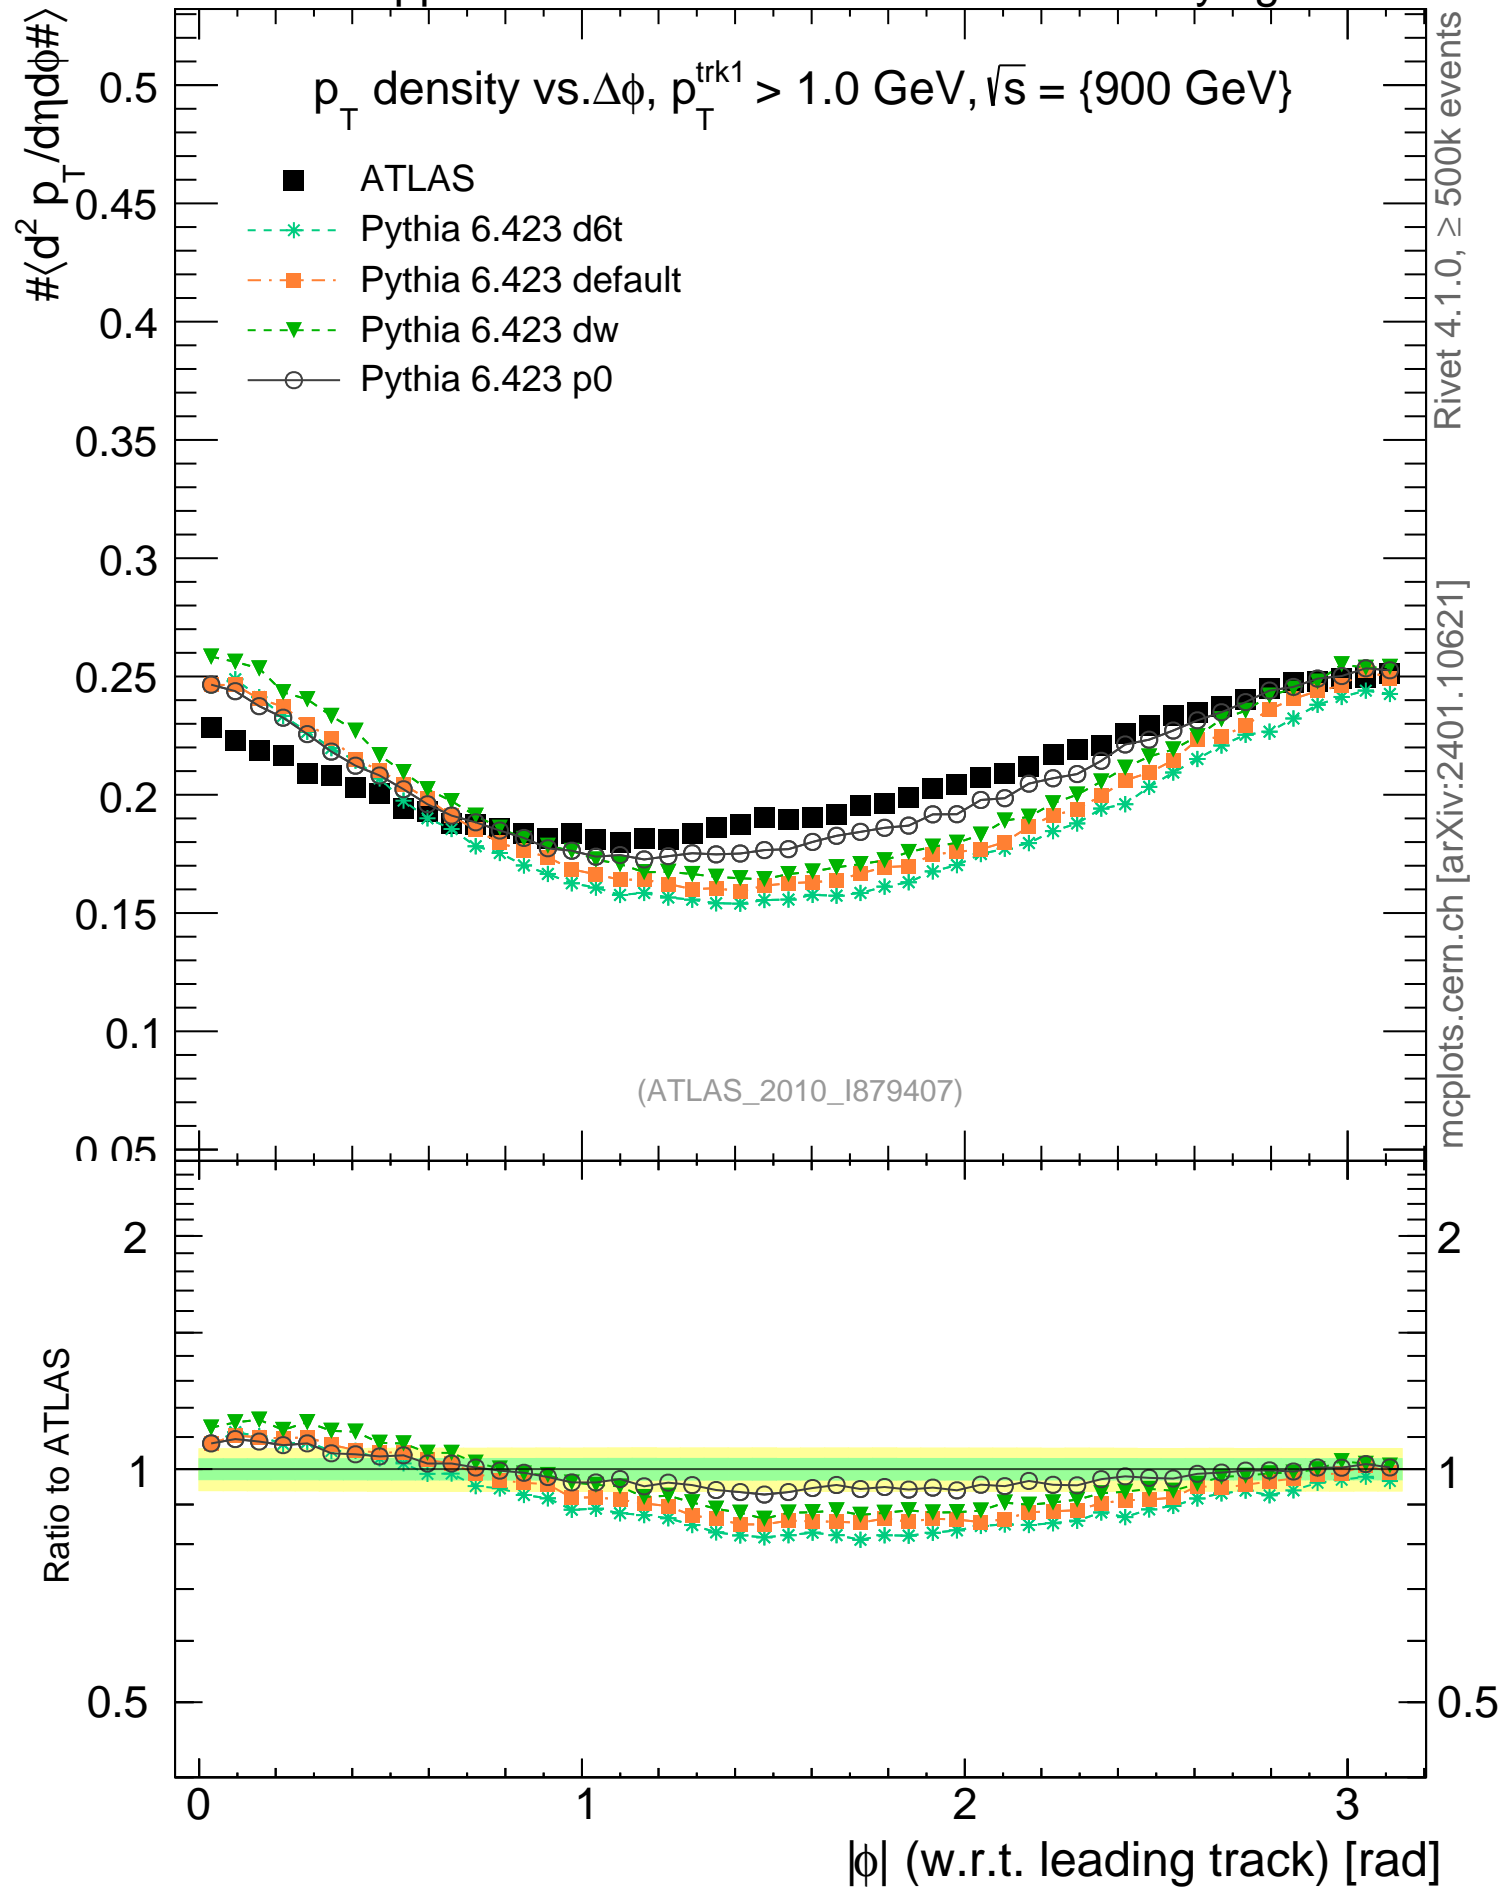 p_T density vs.Δϕ, p_T^trk1 > 1.0 GeV, √s = {900 GeV}
#⟨d² p_T/dηdϕ#⟩
ATLAS
Pythia 6.423 d6t
Pythia 6.423 default
Pythia 6.423 dw
Pythia 6.423 p0
0.5
0.45
0.4
0.35
0.3
0.25
0.2
0.15
0.1
0.05
(ATLAS_2010_I879407)
Rivet 4.1.0, ≥ 500k events
mcplots.cern.ch [arXiv:2401.10621]
Ratio to ATLAS
2
1
0.5
2
1
0.5
0
1
2
3
|ϕ| (w.r.t. leading track) [rad]